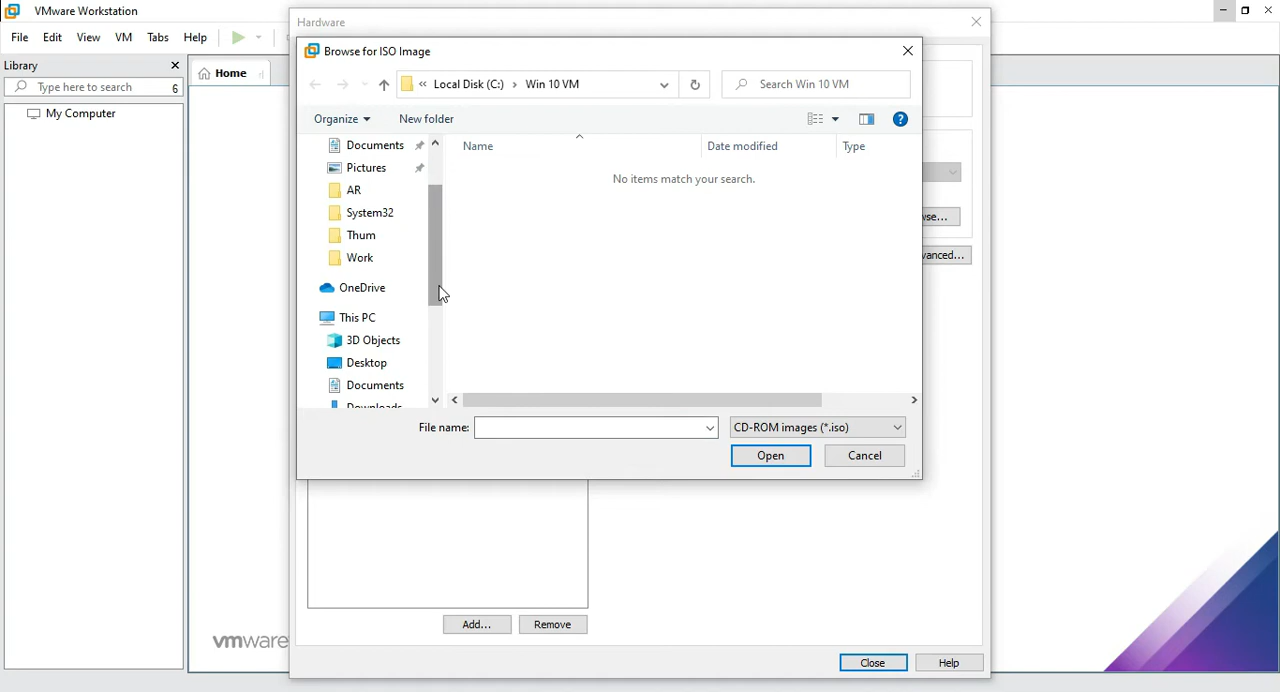 VMware Workstation
File Edit View VM Tabs Help
Library
Type here to search
6
My Computer
Home
Hardware
Browse for ISO Image
« Local Disk (C:) › Win 10 VM
Search Win 10 VM
Organize
New folder
Documents
Pictures
AR
System32
Thum
Work
OneDrive
This PC
3D Objects
Desktop
Documents
Downloads
Name Date modified Type
No items match your search.
File name:
CD-ROM images (*.iso)
Open Cancel
wse...
vanced...
Add... Remove
vmware
Close Help